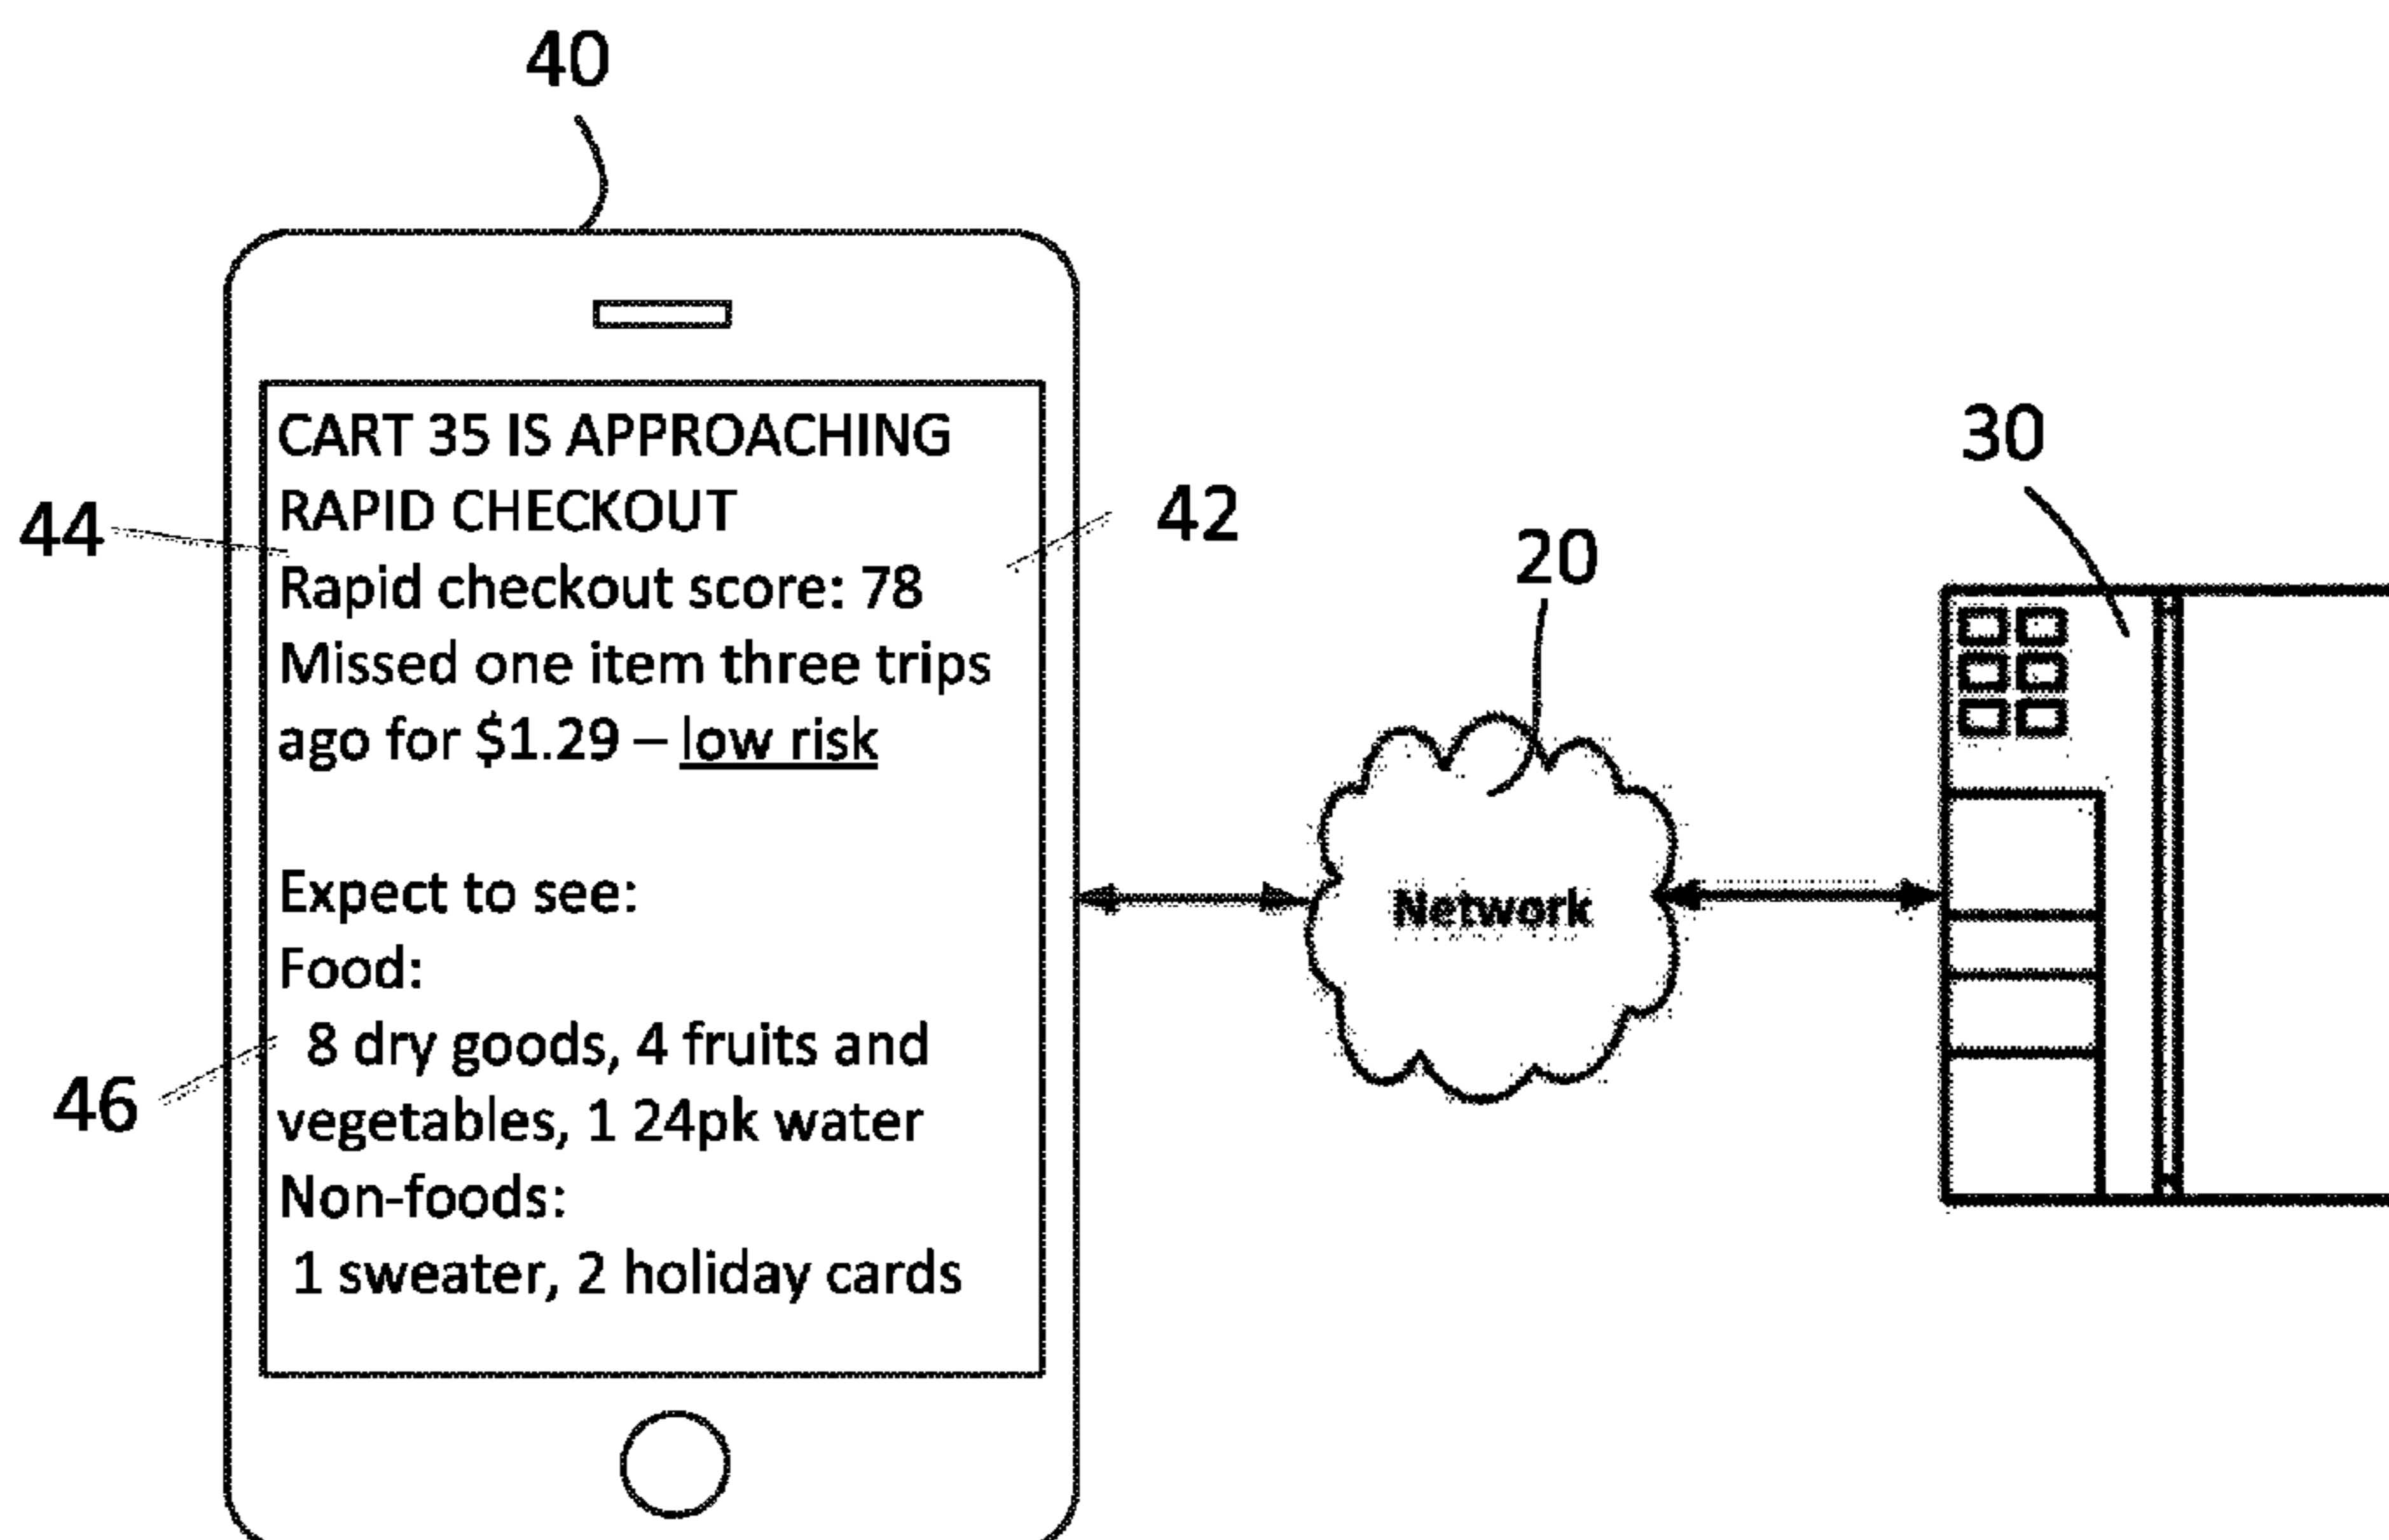 40
CART 35 IS APPROACHING
RAPID CHECKOUT
Rapid checkout score: 78
Missed one item three trips
ago for $1.29 – low risk
Expect to see:
Food:
8 dry goods, 4 fruits and
vegetables, 1 24pk water
Non-foods:
1 sweater, 2 holiday cards
44
42
46
20
Network
30